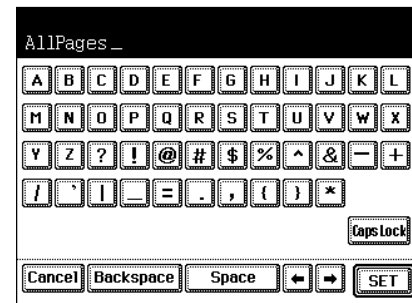 AllPages_
A B C D E F G H I J K L
M N O P Q R S T U V W X
Y Z ? ! @ # $ % ^ & - +
/ ` | _ = . , { } *
Caps Lock
Cancel Backspace Space ← → SET